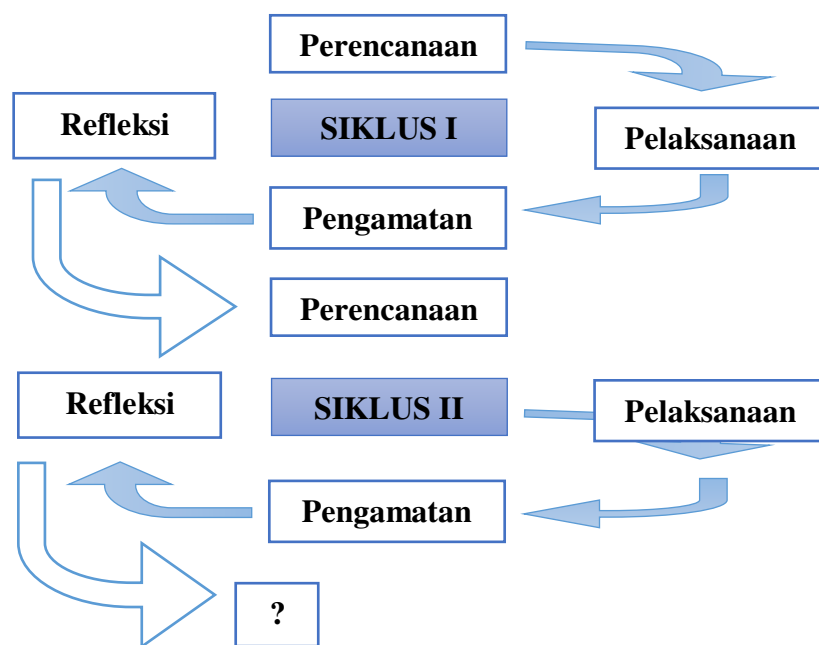 Perencanaan
Refleksi
SIKLUS I
Pelaksanaan
Pengamatan
Perencanaan
Refleksi
SIKLUS II
Pelaksanaan
Pengamatan
?